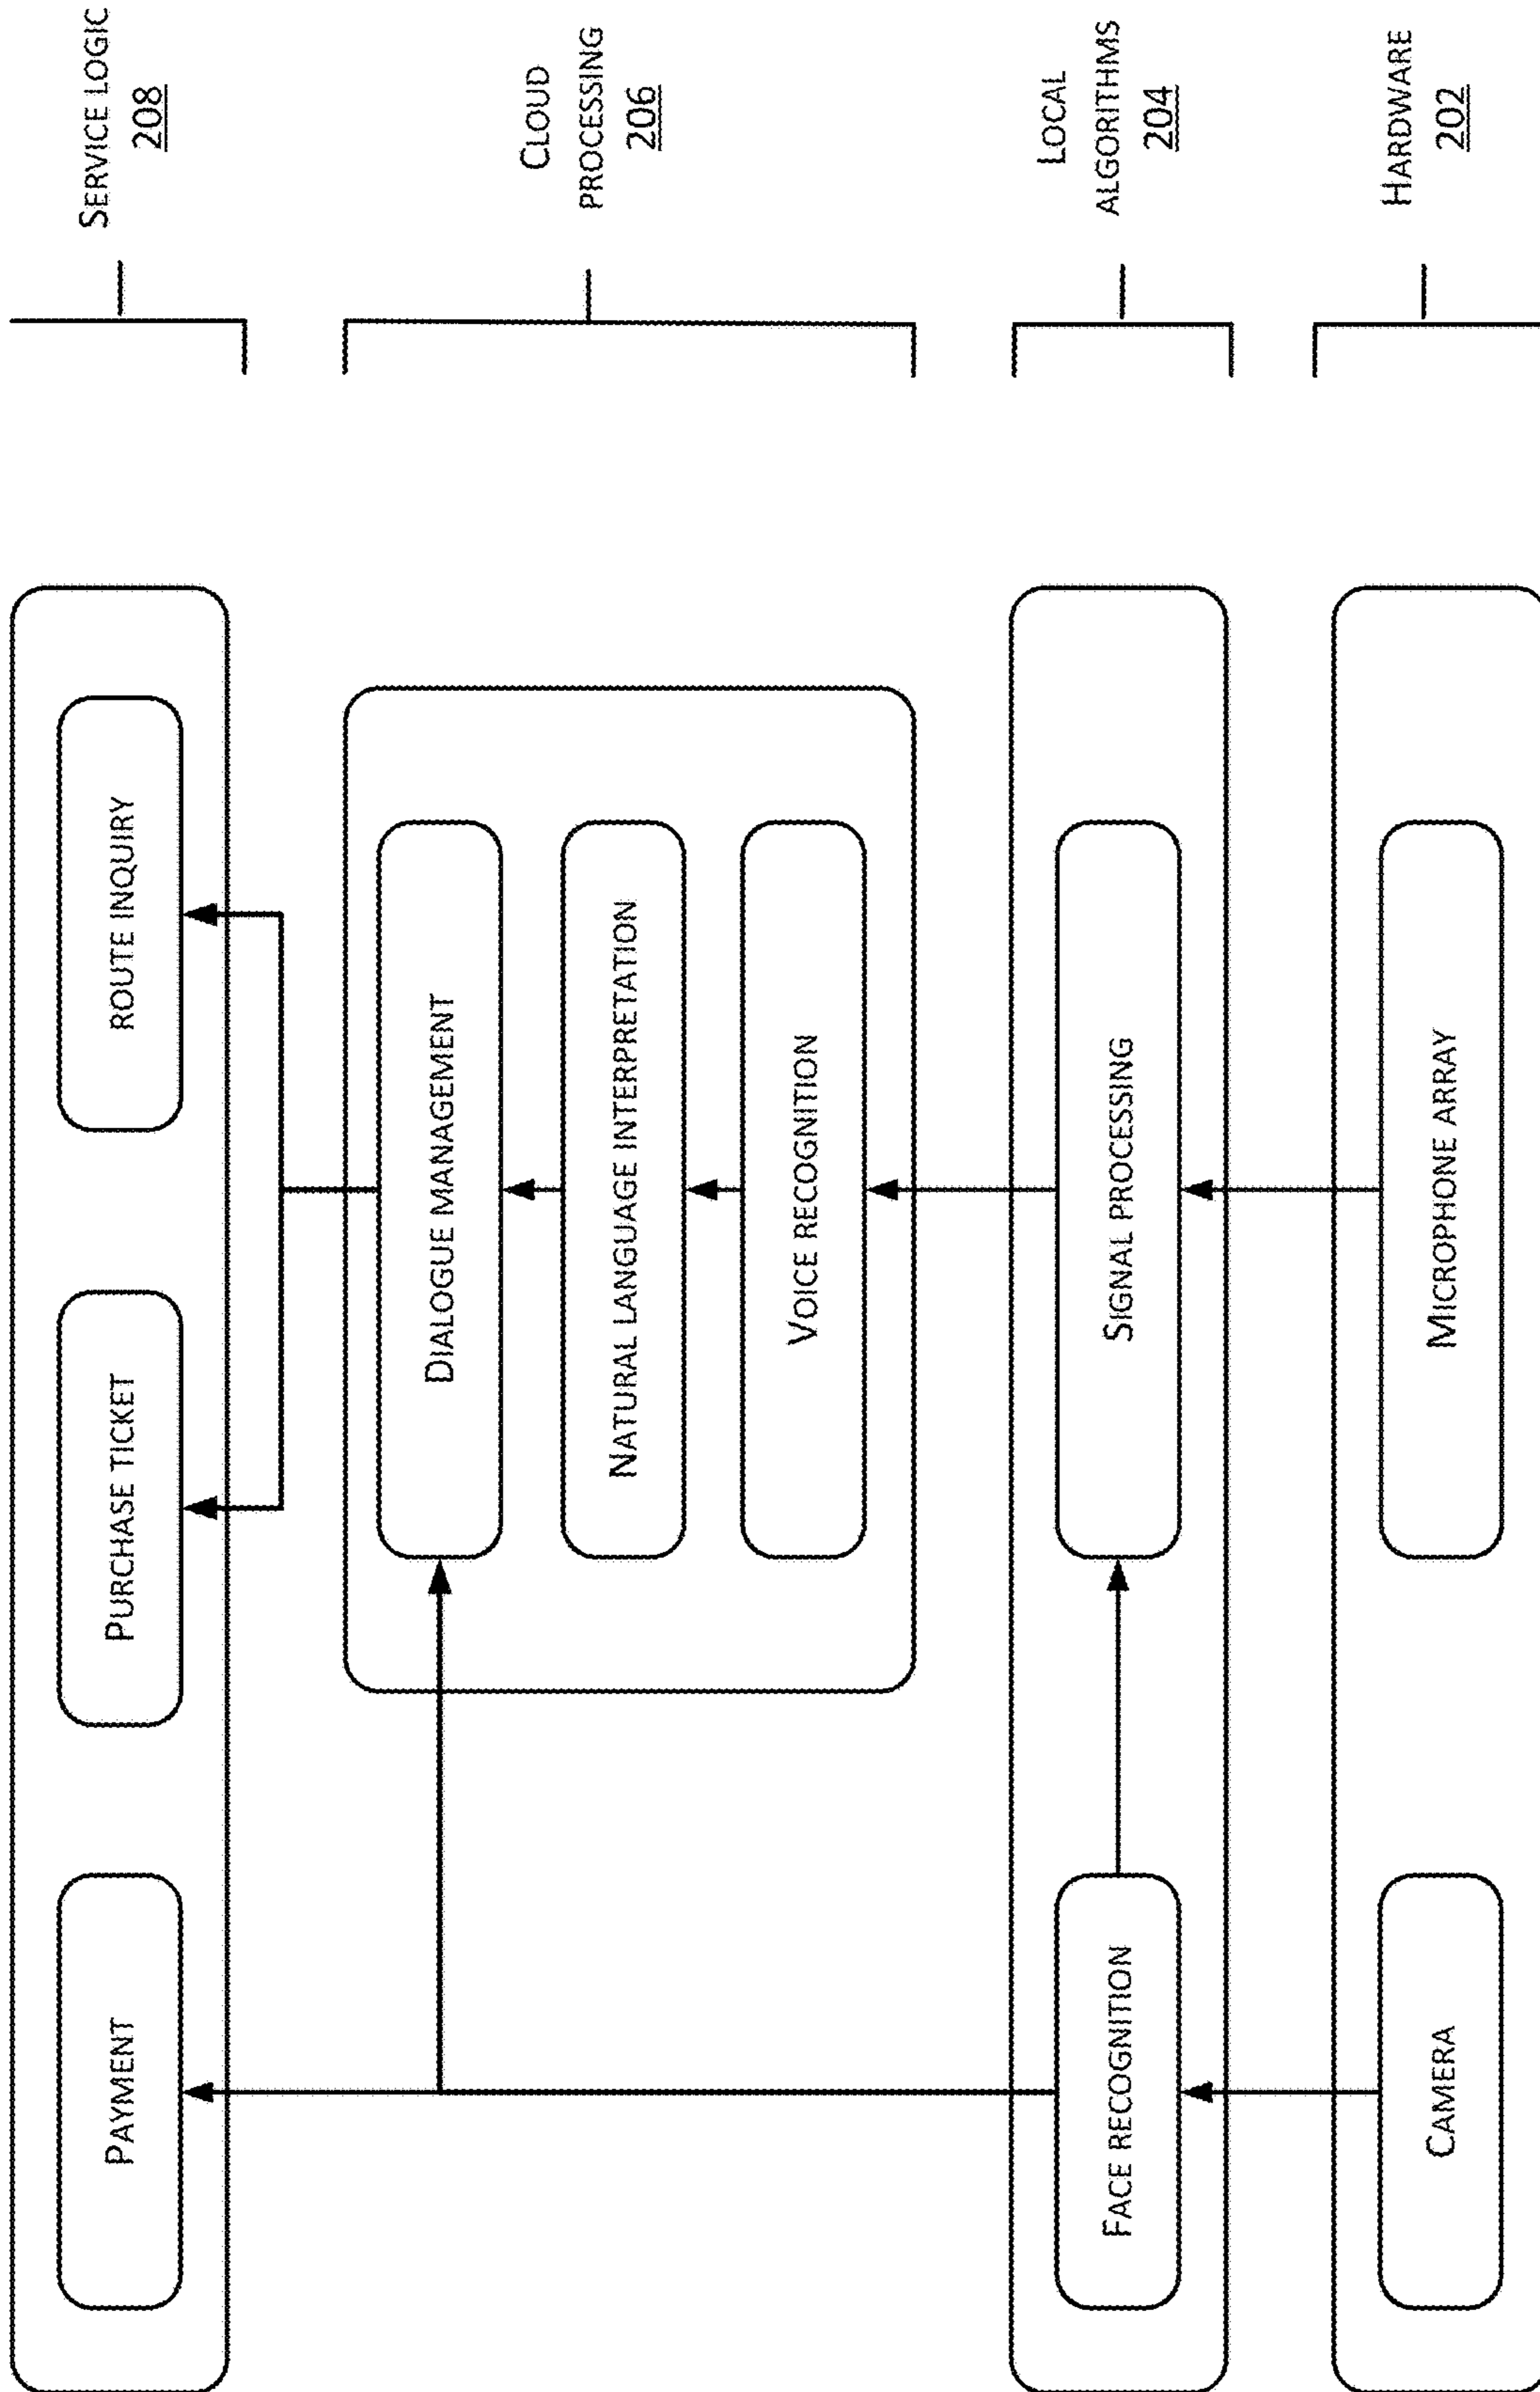 PAYMENT
PURCHASE TICKET
ROUTE INQUIRY
SERVICE LOGIC
208
DIALOGUE MANAGEMENT
NATURAL LANGUAGE INTERPRETATION
VOICE RECOGNITION
CLOUD
PROCESSING
206
FACE RECOGNITION
SIGNAL PROCESSING
LOCAL
ALGORITHMS
204
CAMERA
MICROPHONE ARRAY
HARDWARE
202